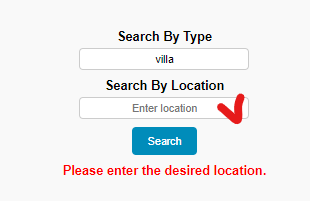 Search By Type
villa
Search By Location
Enter location
Search
Please enter the desired location.